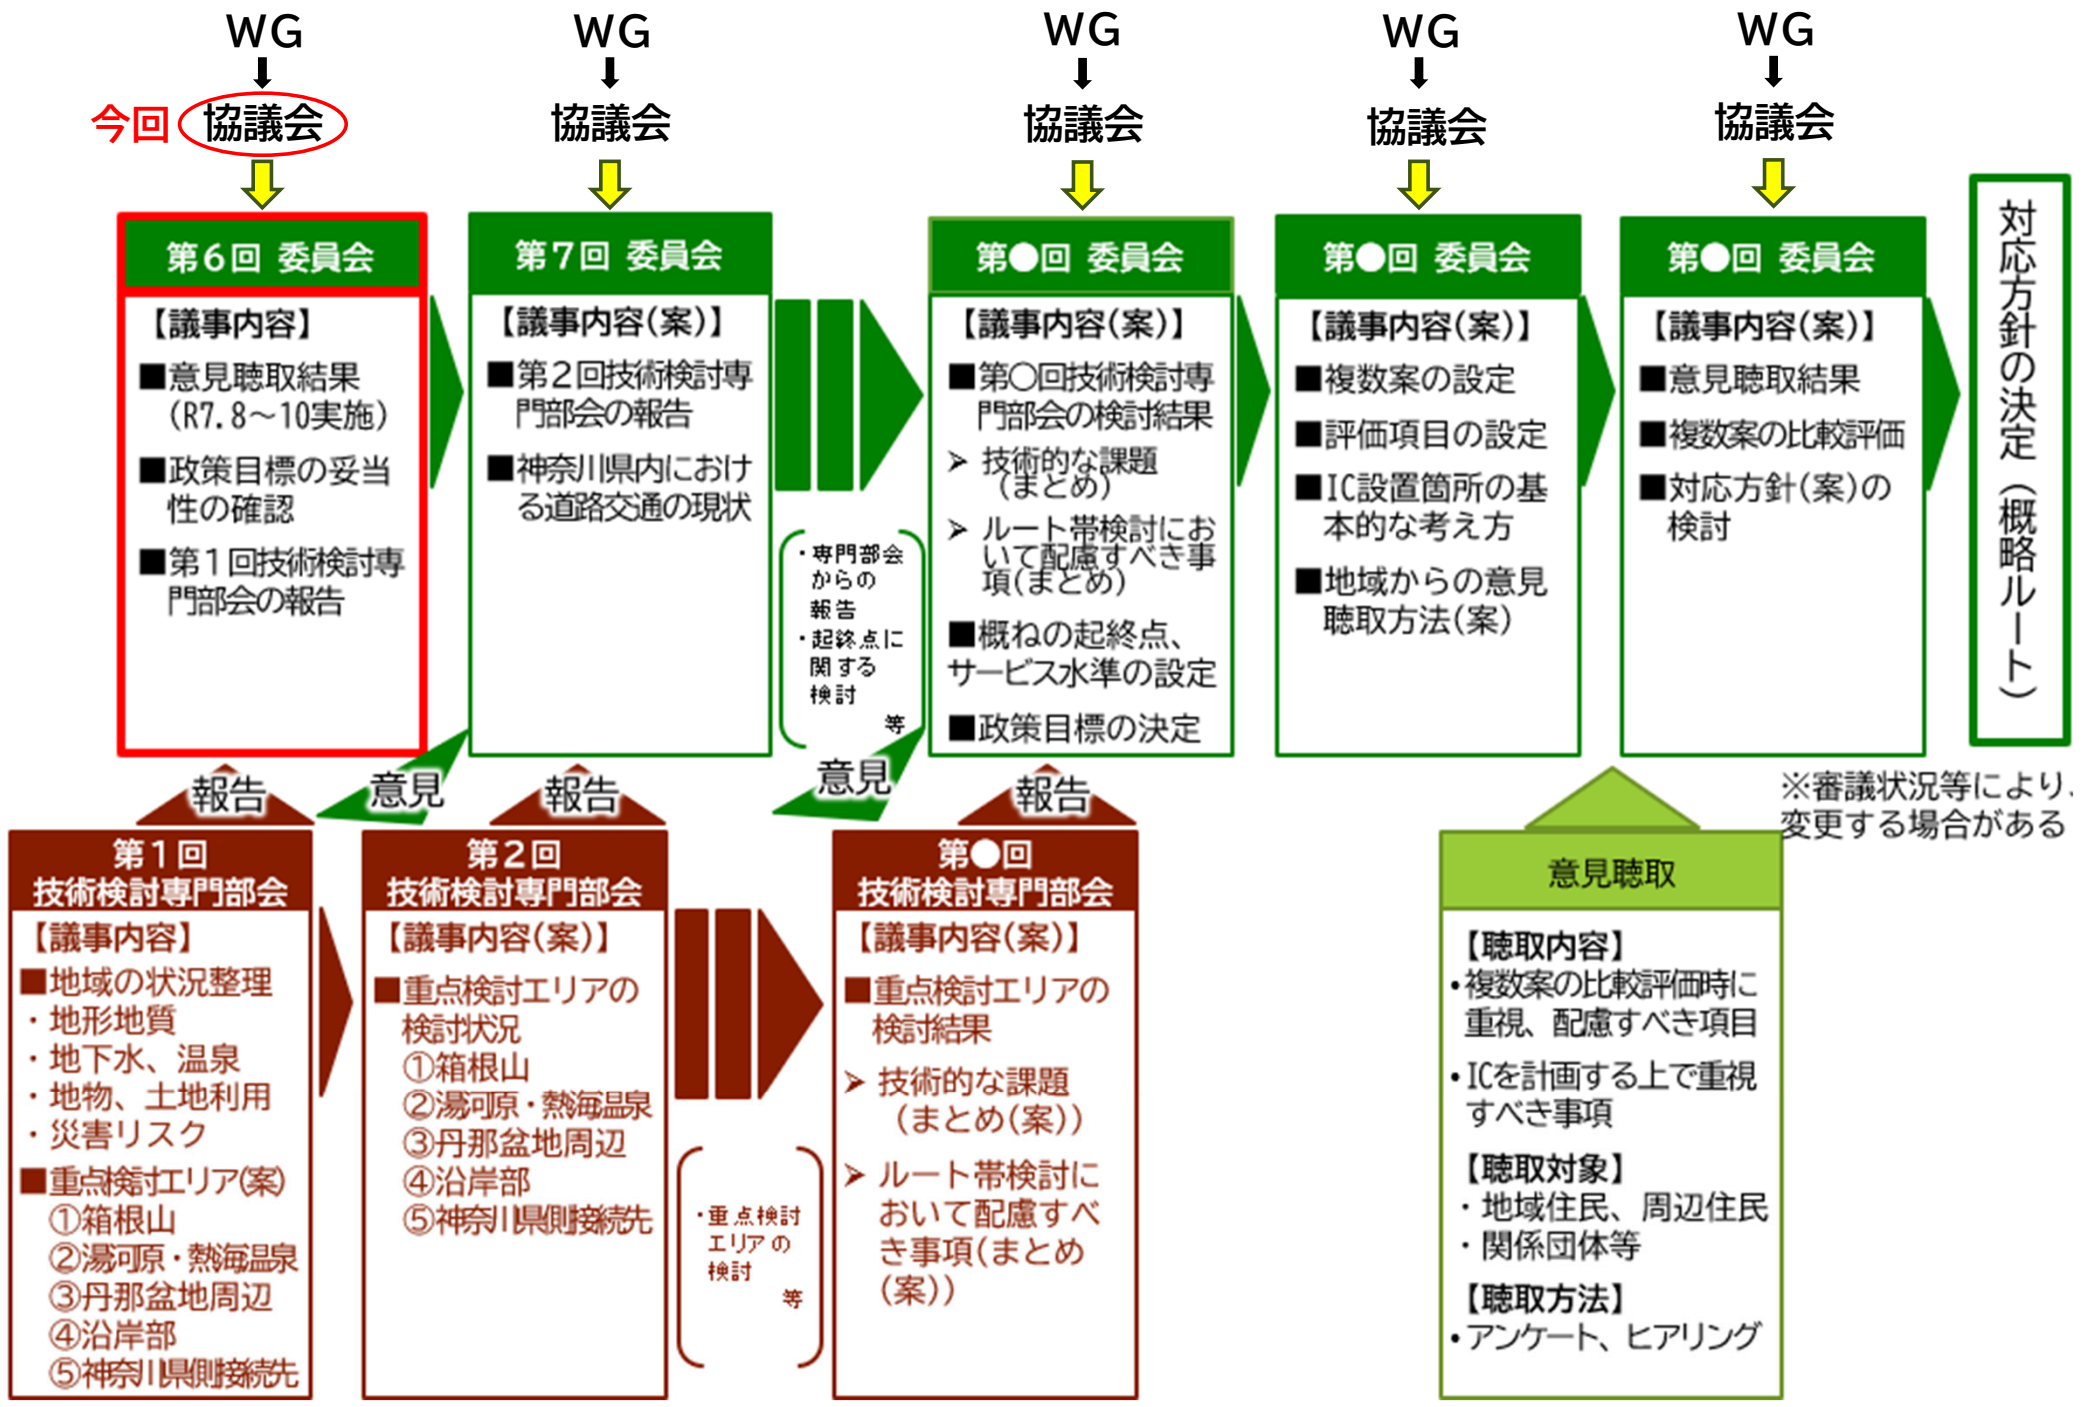 WG
WG
WG
WG
WG
今回
協議会
協議会
協議会
協議会
協議会
第6回 委員会
【議事内容】
■意見聴取結果
(R7.8～10実施)
■政策目標の妥当
性の確認
■第1回技術検討専
門部会の報告
第7回 委員会
【議事内容(案)】
■第2回技術検討専
門部会の報告
■神奈川県内におけ
る道路交通の現状
・専門部会
からの
報告
・起終点に
関する
検討
等
第●回 委員会
【議事内容(案)】
■第〇回技術検討専
門部会の検討結果
➢ 技術的な課題
(まとめ)
➢ ルート帯検討にお
いて配慮すべき事
項(まとめ)
■概ねの起終点、
サービス水準の設定
■政策目標の決定
第●回 委員会
【議事内容(案)】
■複数案の設定
■評価項目の設定
■IC設置箇所の基
本的な考え方
■地域からの意見
聴取方法(案)
第●回 委員会
【議事内容(案)】
■意見聴取結果
■複数案の比較評価
■対応方針(案)の
検討
対応方針の決定(概略ルート)
報告
意見
報告
意見
報告
※審議状況等により、
変更する場合がある
第1回
技術検討専門部会
【議事内容】
■地域の状況整理
・地形地質
・地下水、温泉
・地物、土地利用
・災害リスク
■重点検討エリア(案)
①箱根山
②湯河原・熱海温泉
③丹那盆地周辺
④沿岸部
⑤神奈川県側接続先
第2回
技術検討専門部会
【議事内容(案)】
■重点検討エリアの
検討状況
①箱根山
②湯河原・熱海温泉
③丹那盆地周辺
④沿岸部
⑤神奈川県側接続先
・重点検討
エリアの
検討
等
第●回
技術検討専門部会
【議事内容(案)】
■重点検討エリアの
検討結果
➢ 技術的な課題
(まとめ(案))
➢ ルート帯検討に
おいて配慮すべ
き事項(まとめ
(案))
意見聴取
【聴取内容】
・複数案の比較評価時に
重視、配慮すべき項目
・ICを計画する上で重視
すべき事項
【聴取対象】
・地域住民、周辺住民
・関係団体等
【聴取方法】
・アンケート、ヒアリング